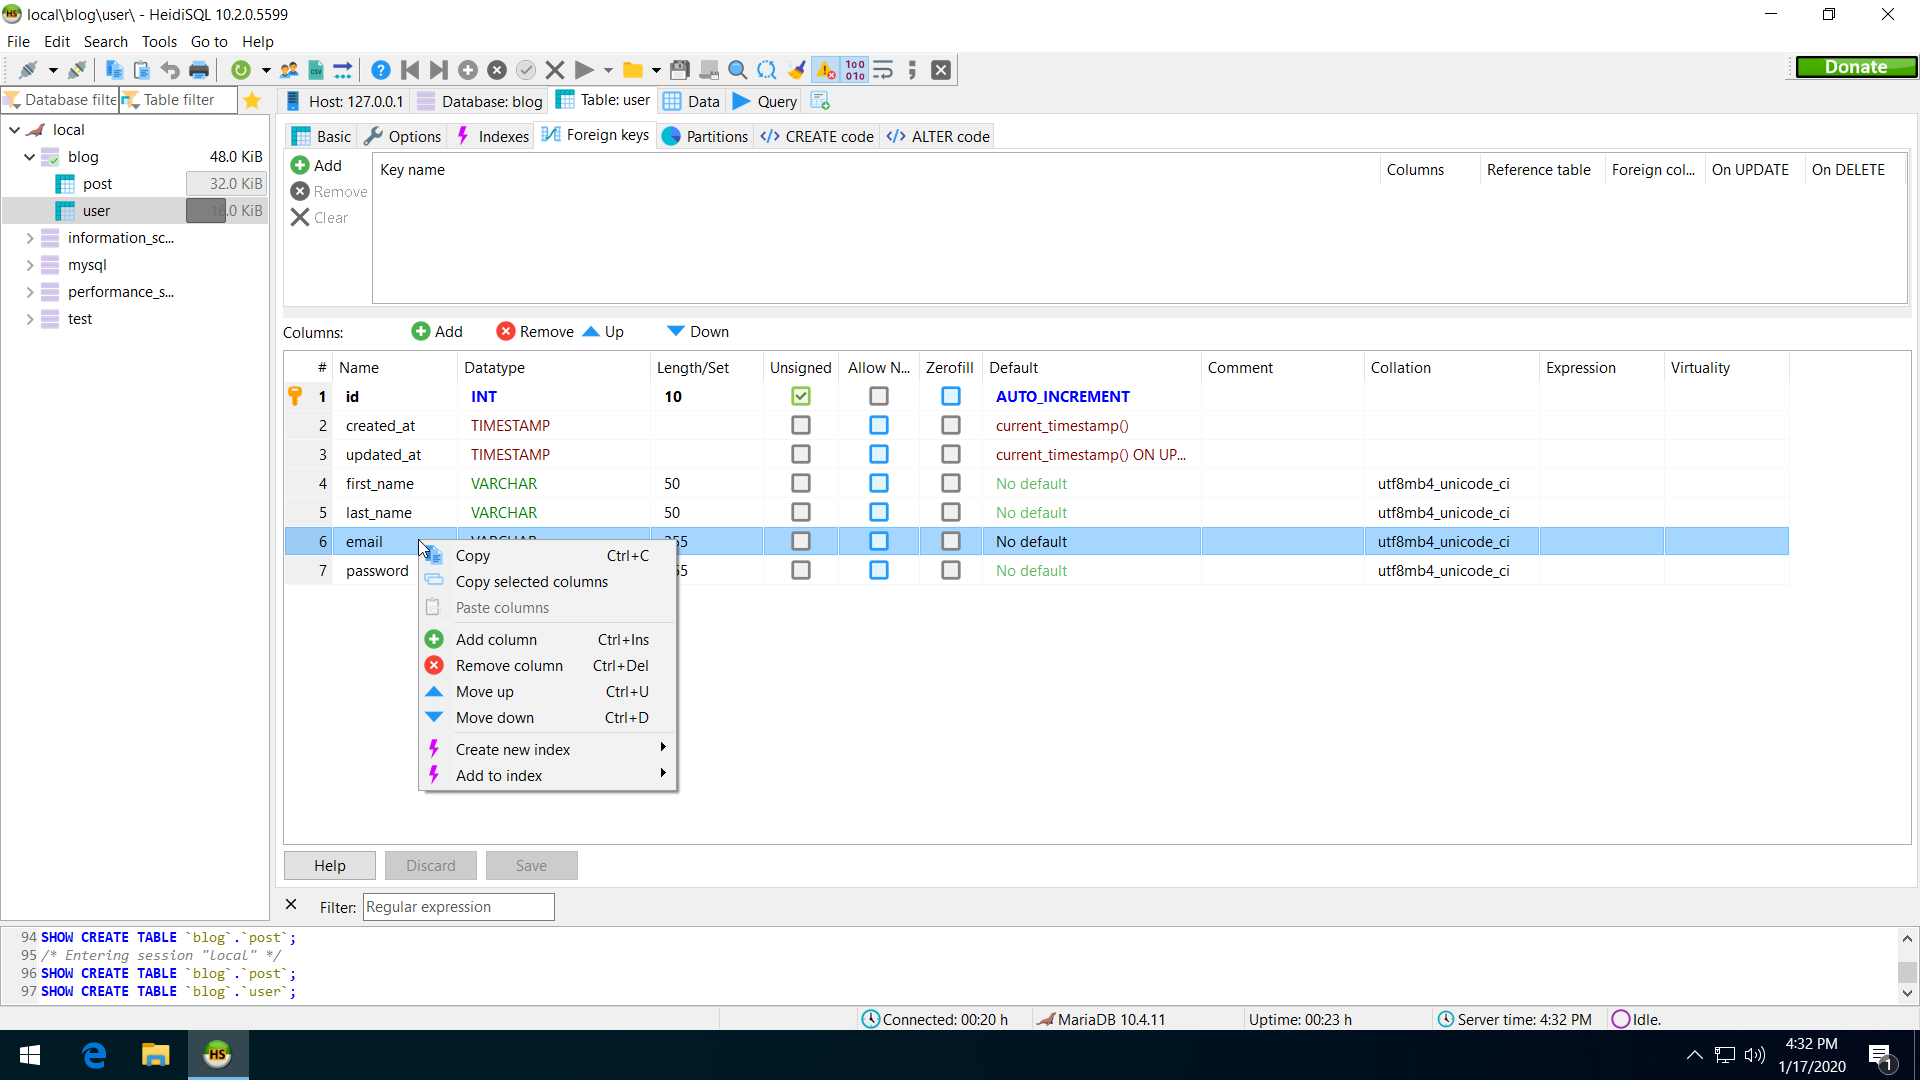 local\blog\user\ - HeidiSQL 10.2.0.5599
File Edit Search Tools Go to Help
Donate
Database filte Table filter
Host: 127.0.0.1 Database: blog Table: user Data Query
local
blog 48.0 KiB
post 32.0 KiB
user 16.0 KiB
information_sc...
mysql
performance_s...
test
Basic Options Indexes Foreign keys Partitions CREATE code ALTER code
Add
Remove
Clear
Key name Columns Reference table Foreign col... On UPDATE On DELETE
Columns: Add Remove Up Down
# Name Datatype Length/Set Unsigned Allow N... Zerofill Default Comment Collation Expression Virtuality
1 id INT 10 AUTO_INCREMENT
2 created_at TIMESTAMP current_timestamp()
3 updated_at TIMESTAMP current_timestamp() ON UP...
4 first_name VARCHAR 50 No default utf8mb4_unicode_ci
5 last_name VARCHAR 50 No default utf8mb4_unicode_ci
6 email VARCHAR 255 No default utf8mb4_unicode_ci
7 password 55 No default utf8mb4_unicode_ci
Copy Ctrl+C
Copy selected columns
Paste columns
Add column Ctrl+Ins
Remove column Ctrl+Del
Move up Ctrl+U
Move down Ctrl+D
Create new index
Add to index
Help Discard Save
Filter: Regular expression
94 SHOW CREATE TABLE `blog`.`post`;
95 /* Entering session "local" */
96 SHOW CREATE TABLE `blog`.`post`;
97 SHOW CREATE TABLE `blog`.`user`;
Connected: 00:20 h MariaDB 10.4.11 Uptime: 00:23 h Server time: 4:32 PM Idle.
HS
4:32 PM
1/17/2020
1